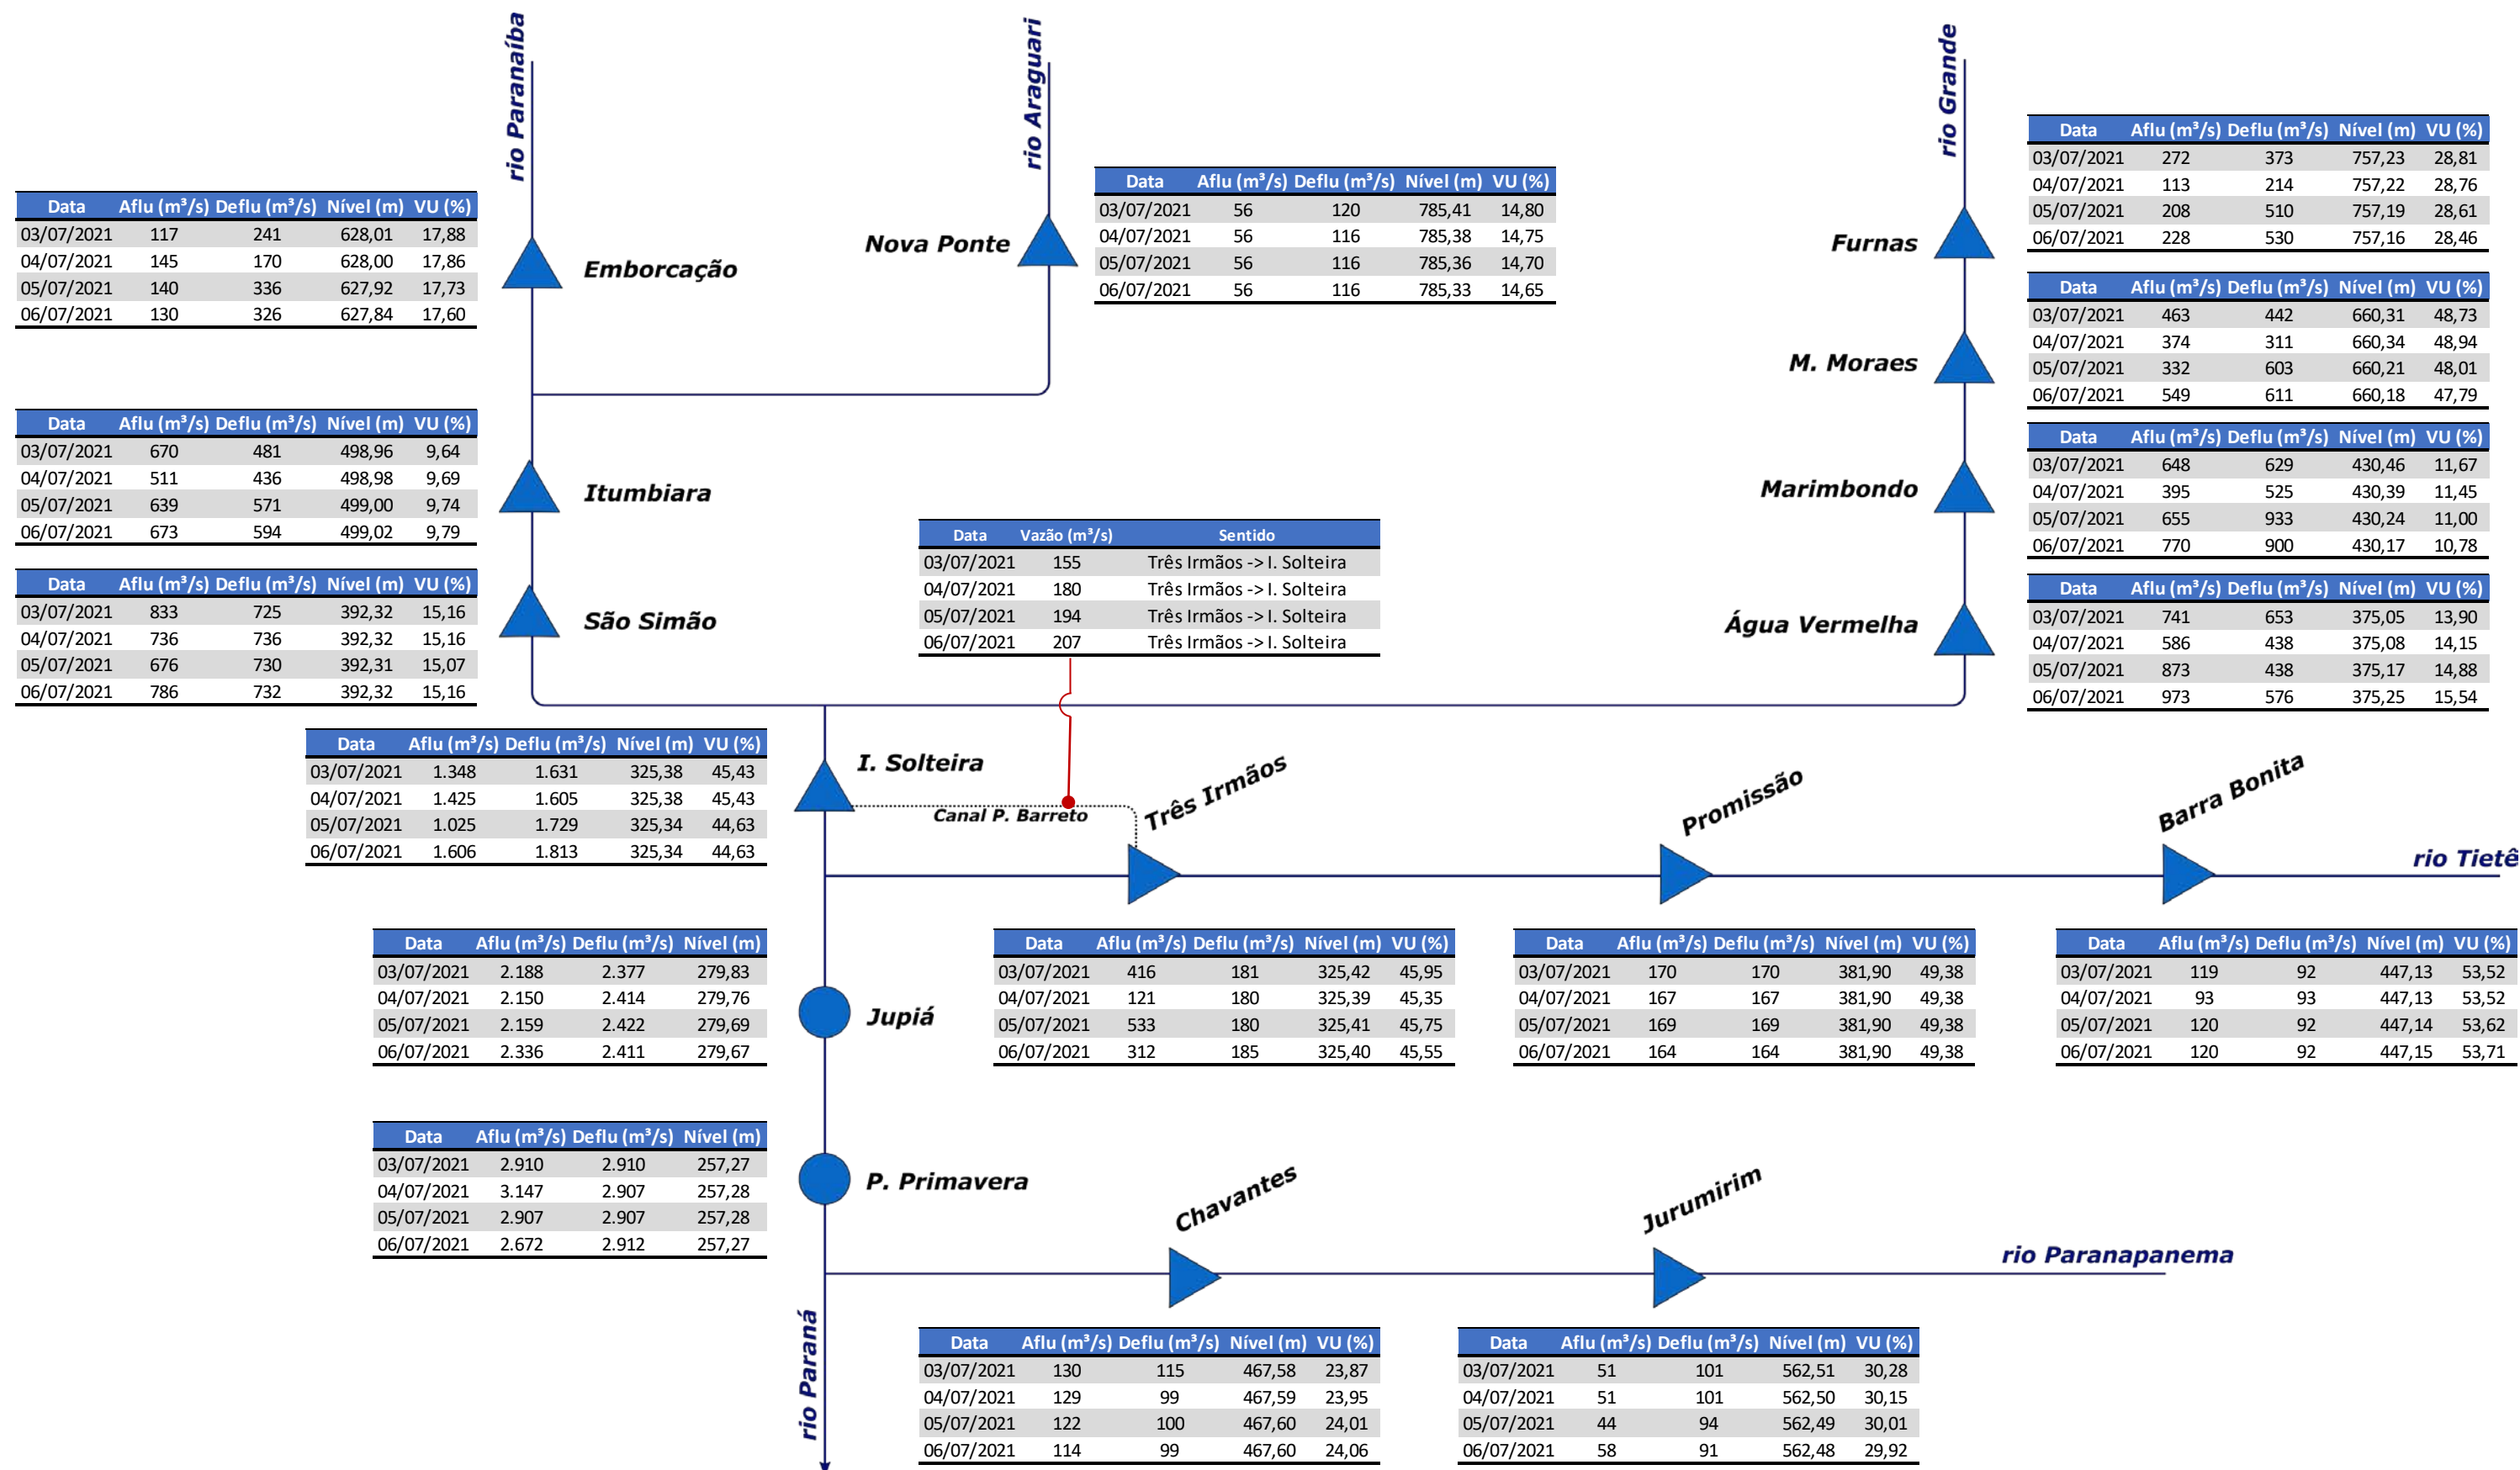 rio Paranaíba
rio Araguari
rio Grande
Data Aflu (m³/s) Deflu (m³/s) Nível (m) VU (%)
03/07/2021 117 241 628,01 17,88
04/07/2021 145 170 628,00 17,86
05/07/2021 140 336 627,92 17,73
06/07/2021 130 326 627,84 17,60
Emborcação
Nova Ponte
Data Aflu (m³/s) Deflu (m³/s) Nível (m) VU (%)
03/07/2021 56 120 785,41 14,80
04/07/2021 56 116 785,38 14,75
05/07/2021 56 116 785,36 14,70
06/07/2021 56 116 785,33 14,65
Furnas
Data Aflu (m³/s) Deflu (m³/s) Nível (m) VU (%)
03/07/2021 272 373 757,23 28,81
04/07/2021 113 214 757,22 28,76
05/07/2021 208 510 757,19 28,61
06/07/2021 228 530 757,16 28,46
M. Moraes
Data Aflu (m³/s) Deflu (m³/s) Nível (m) VU (%)
03/07/2021 463 442 660,31 48,73
04/07/2021 374 311 660,34 48,94
05/07/2021 332 603 660,21 48,01
06/07/2021 549 611 660,18 47,79
Data Aflu (m³/s) Deflu (m³/s) Nível (m) VU (%)
03/07/2021 670 481 498,96 9,64
04/07/2021 511 436 498,98 9,69
05/07/2021 639 571 499,00 9,74
06/07/2021 673 594 499,02 9,79
Itumbiara
Marimbondo
Data Aflu (m³/s) Deflu (m³/s) Nível (m) VU (%)
03/07/2021 648 629 430,46 11,67
04/07/2021 395 525 430,39 11,45
05/07/2021 655 933 430,24 11,00
06/07/2021 770 900 430,17 10,78
Data Aflu (m³/s) Deflu (m³/s) Nível (m) VU (%)
03/07/2021 833 725 392,32 15,16
04/07/2021 736 736 392,32 15,16
05/07/2021 676 730 392,31 15,07
06/07/2021 786 732 392,32 15,16
São Simão
Data Vazão (m³/s) Sentido
03/07/2021 155 Três Irmãos -> I. Solteira
04/07/2021 180 Três Irmãos -> I. Solteira
05/07/2021 194 Três Irmãos -> I. Solteira
06/07/2021 207 Três Irmãos -> I. Solteira
Água Vermelha
Data Aflu (m³/s) Deflu (m³/s) Nível (m) VU (%)
03/07/2021 741 653 375,05 13,90
04/07/2021 586 438 375,08 14,15
05/07/2021 873 438 375,17 14,88
06/07/2021 973 576 375,25 15,54
Data Aflu (m³/s) Deflu (m³/s) Nível (m) VU (%)
03/07/2021 1.348 1.631 325,38 45,43
04/07/2021 1.425 1.605 325,38 45,43
05/07/2021 1.025 1.729 325,34 44,63
06/07/2021 1.606 1.813 325,34 44,63
I. Solteira
Canal P. Barreto
Três Irmãos
Promissão
Barra Bonita
rio Tietê
Data Aflu (m³/s) Deflu (m³/s) Nível (m)
03/07/2021 2.188 2.377 279,83
04/07/2021 2.150 2.414 279,76
05/07/2021 2.159 2.422 279,69
06/07/2021 2.336 2.411 279,67
Jupiá
Data Aflu (m³/s) Deflu (m³/s) Nível (m) VU (%)
03/07/2021 416 181 325,42 45,95
04/07/2021 121 180 325,39 45,35
05/07/2021 533 180 325,41 45,75
06/07/2021 312 185 325,40 45,55
Data Aflu (m³/s) Deflu (m³/s) Nível (m) VU (%)
03/07/2021 170 170 381,90 49,38
04/07/2021 167 167 381,90 49,38
05/07/2021 169 169 381,90 49,38
06/07/2021 164 164 381,90 49,38
Data Aflu (m³/s) Deflu (m³/s) Nível (m) VU (%)
03/07/2021 119 92 447,13 53,52
04/07/2021 93 93 447,13 53,52
05/07/2021 120 92 447,14 53,62
06/07/2021 120 92 447,15 53,71
Data Aflu (m³/s) Deflu (m³/s) Nível (m)
03/07/2021 2.910 2.910 257,27
04/07/2021 3.147 2.907 257,28
05/07/2021 2.907 2.907 257,28
06/07/2021 2.672 2.912 257,27
P. Primavera
Chavantes
Jurumirim
rio Paranapanema
rio Paraná
Data Aflu (m³/s) Deflu (m³/s) Nível (m) VU (%)
03/07/2021 130 115 467,58 23,87
04/07/2021 129 99 467,59 23,95
05/07/2021 122 100 467,60 24,01
06/07/2021 114 99 467,60 24,06
Data Aflu (m³/s) Deflu (m³/s) Nível (m) VU (%)
03/07/2021 51 101 562,51 30,28
04/07/2021 51 101 562,50 30,15
05/07/2021 44 94 562,49 30,01
06/07/2021 58 91 562,48 29,92